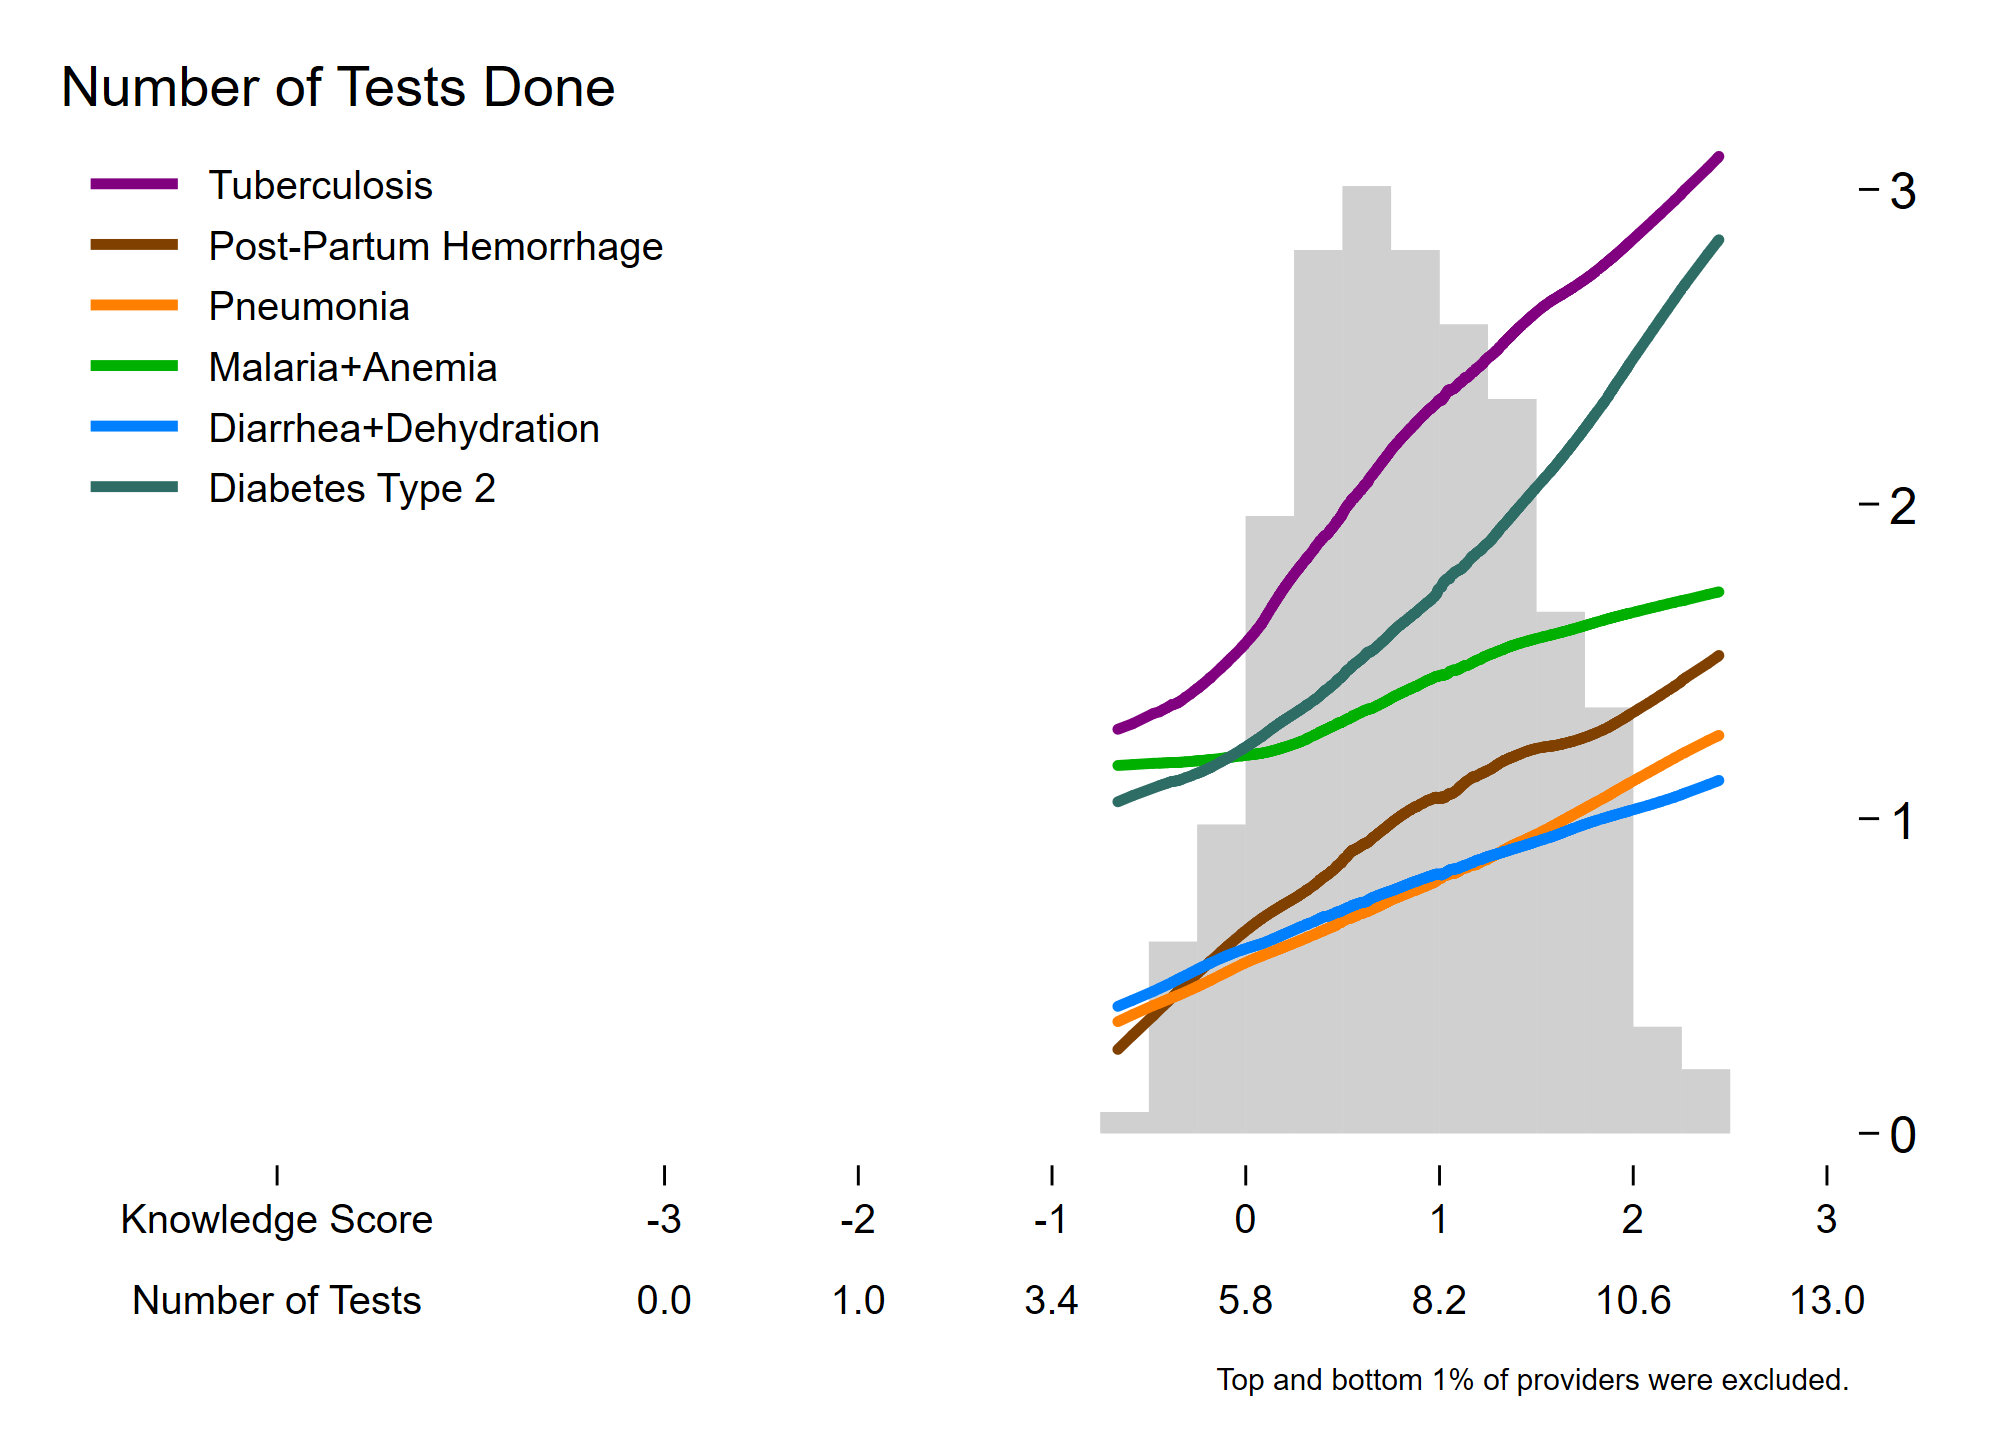 Number of Tests Done
Tuberculosis
Post-Partum Hemorrhage
Pneumonia
Malaria+Anemia
Diarrhea+Dehydration
Diabetes Type 2
3
2
1
0
Knowledge Score -3 -2 -1 0 1 2 3
Number of Tests 0.0 1.0 3.4 5.8 8.2 10.6 13.0
Top and bottom 1% of providers were excluded.